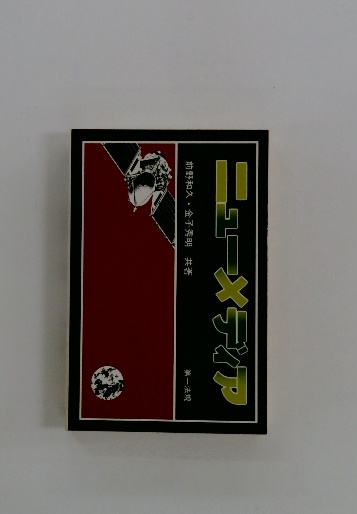 ニューメディア
前野和久・金子秀明 共著
第一法規